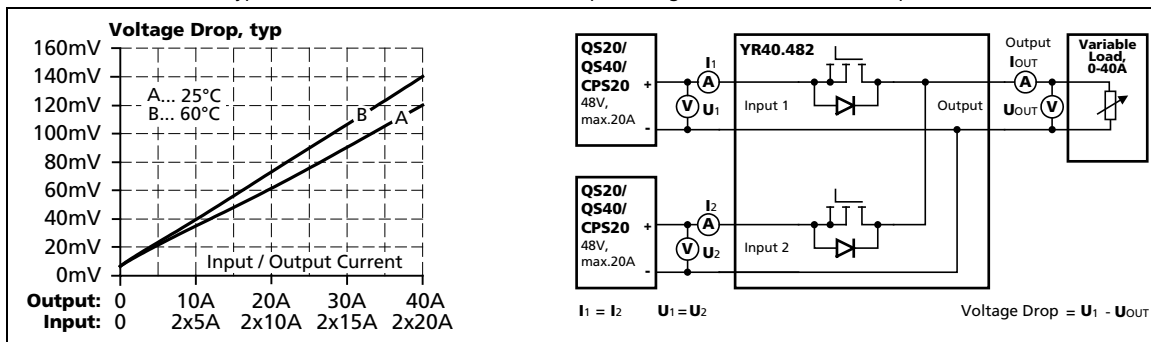 Voltage Drop, typ
160mV
140mV
120mV
100mV
80mV
60mV
40mV
20mV
0mV
A... 25°C
B... 60°C
B
A
Input / Output Current
Output: 0 10A 20A 30A 40A
Input: 0 2x5A 2x10A 2x15A 2x20A
QS20/
QS40/
CPS20
48V,
max.20A
+
-
I1
A
V
U1
YR40.482
Input 1
Output
Output
IOUT
A
UOUT
V
Variable
Load,
0-40A
QS20/
QS40/
CPS20
48V,
max.20A
+
-
I2
A
V
U2
Input 2
I1 = I2 U1 = U2
Voltage Drop = U1 - UOUT